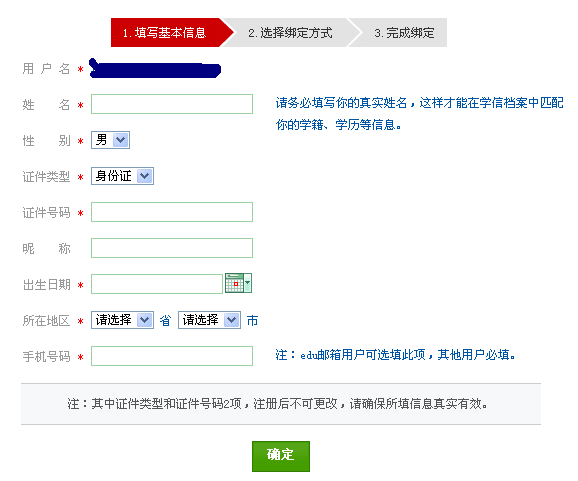 1. 填写基本信息 2. 选择绑定方式 3. 完成绑定
用 户 名 *
姓 名 * 请务必填写你的真实姓名，这样才能在学信档案中匹配
你的学籍、学历等信息。
性 别 * 男
证件类型 * 身份证
证件号码 *
昵 称
出生日期 *
所在地区 * 请选择 省 请选择 市
手机号码 * 注：edu邮箱用户可选填此项，其他用户必填。
注：其中证件类型和证件号码2项，注册后不可更改，请确保所填信息真实有效。
确定